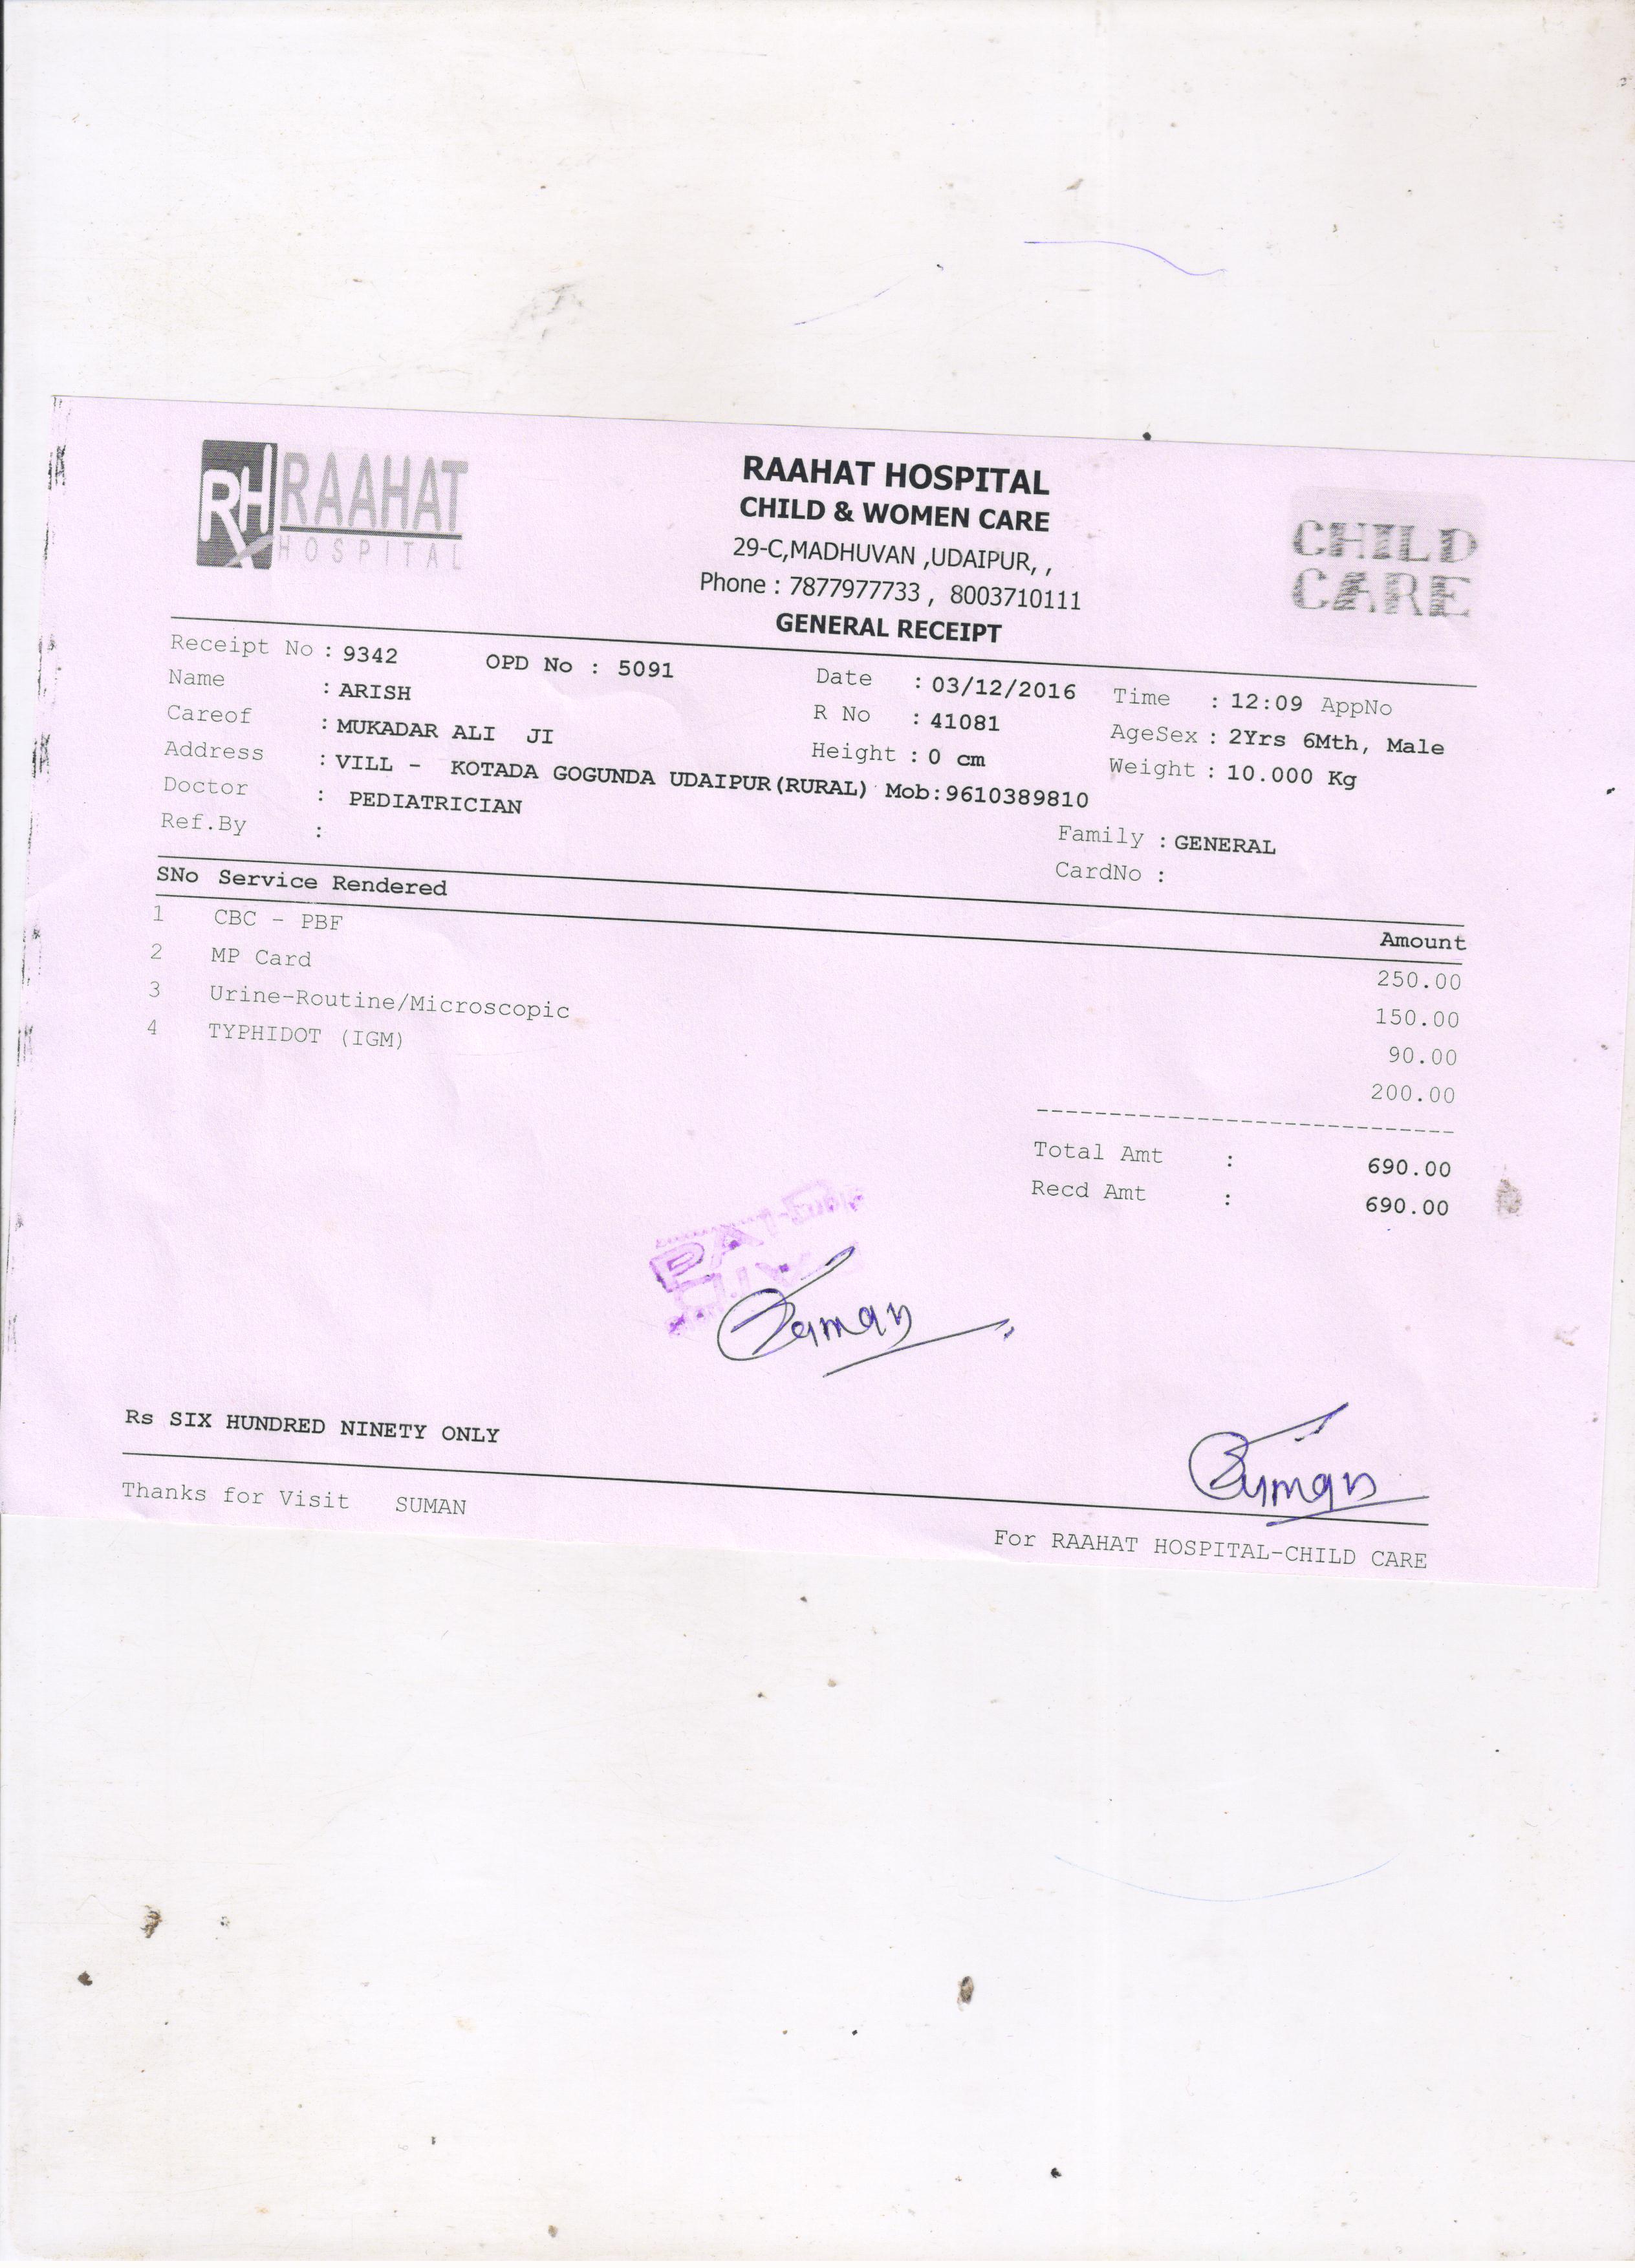 RH RAAHAT
HOSPITAL
RAAHAT HOSPITAL
CHILD & WOMEN CARE
29-C,MADHUVAN ,UDAIPUR, ,
Phone : 7877977733 , 8003710111
GENERAL RECEIPT
CHILD
CARE
Receipt No : 9342 OPD No : 5091 Date : 03/12/2016 Time : 12:09 AppNo
Name : ARISH R No : 41081 AgeSex : 2Yrs 6Mth, Male
Careof : MUKADAR ALI JI Height : 0 cm Weight : 10.000 Kg
Address : VILL - KOTADA GOGUNDA UDAIPUR(RURAL) Mob:9610389810
Doctor : PEDIATRICIAN Family : GENERAL
Ref.By : CardNo :
SNo Service Rendered Amount
1 CBC - PBF 250.00
2 MP Card 150.00
3 Urine-Routine/Microscopic 90.00
4 TYPHIDOT (IGM) 200.00
Total Amt : 690.00
Recd Amt : 690.00
Suman
Rs SIX HUNDRED NINETY ONLY
Suman
Thanks for Visit SUMAN
For RAAHAT HOSPITAL-CHILD CARE